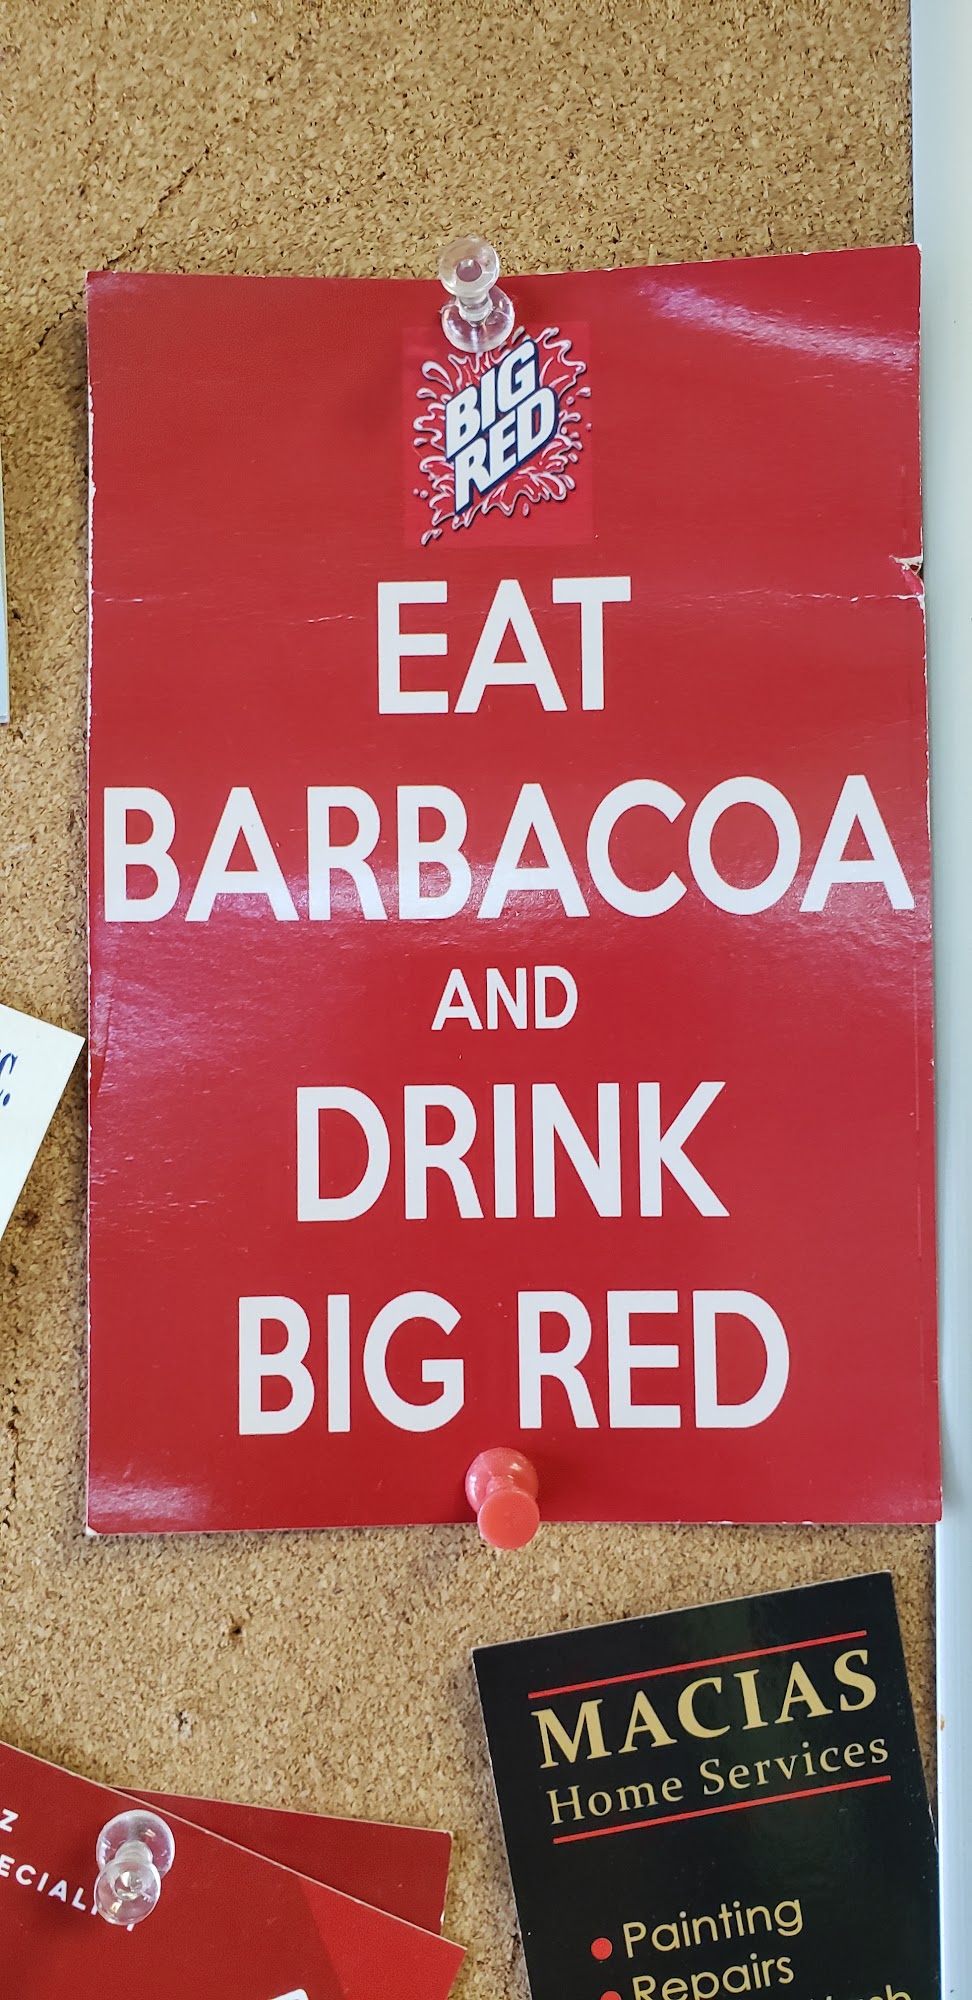 BIG
RED
EAT
BARBACOA
AND
DRINK
BIG RED
C.
MACIAS
Home Services
Painting
Repairs
Z